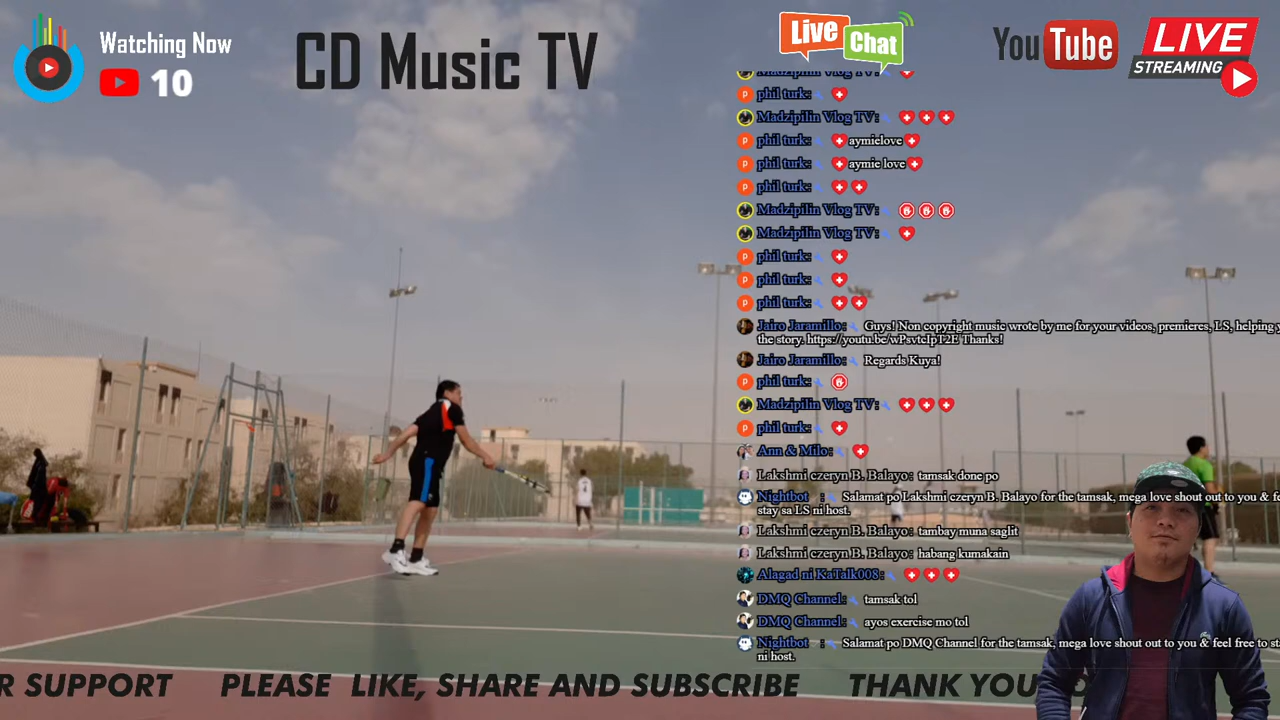 Watching Now
10
CD Music TV
Live Chat
YouTube
LIVE
STREAMING
Madzipilin Vlog TV:
phil turk:
Madzipilin Vlog TV:
phil turk: aymielove
phil turk: aymie love
phil turk:
Madzipilin Vlog TV:
Madzipilin Vlog TV:
phil turk:
phil turk:
phil turk:
Jairo Jaramillo: Guys! Non copyright music wrote by me for your videos, premieres, LS, helping
the story. https://youtu.be/wPsvtcIpT2E Thanks!
Jairo Jaramillo: Regards Kuya!
phil turk:
Madzipilin Vlog TV:
phil turk:
Ann & Milo:
Lakshmi czeryn B. Balayo: tamsak done po
Nightbot : Salamat po Lakshmi czeryn B. Balayo for the tamsak, mega love shout out to you &
stay sa LS ni host.
Lakshmi czeryn B. Balayo: tambay muna saglit
Lakshmi czeryn B. Balayo: habang kumakain
Alagad ni KaTalk008:
DMQ Channel: tamsak tol
DMQ Channel: ayos exercise mo tol
Nightbot : Salamat po DMQ Channel for the tamsak, mega love shout out to you & feel free to
ni host.
R SUPPORT PLEASE LIKE, SHARE AND SUBSCRIBE THANK YOU